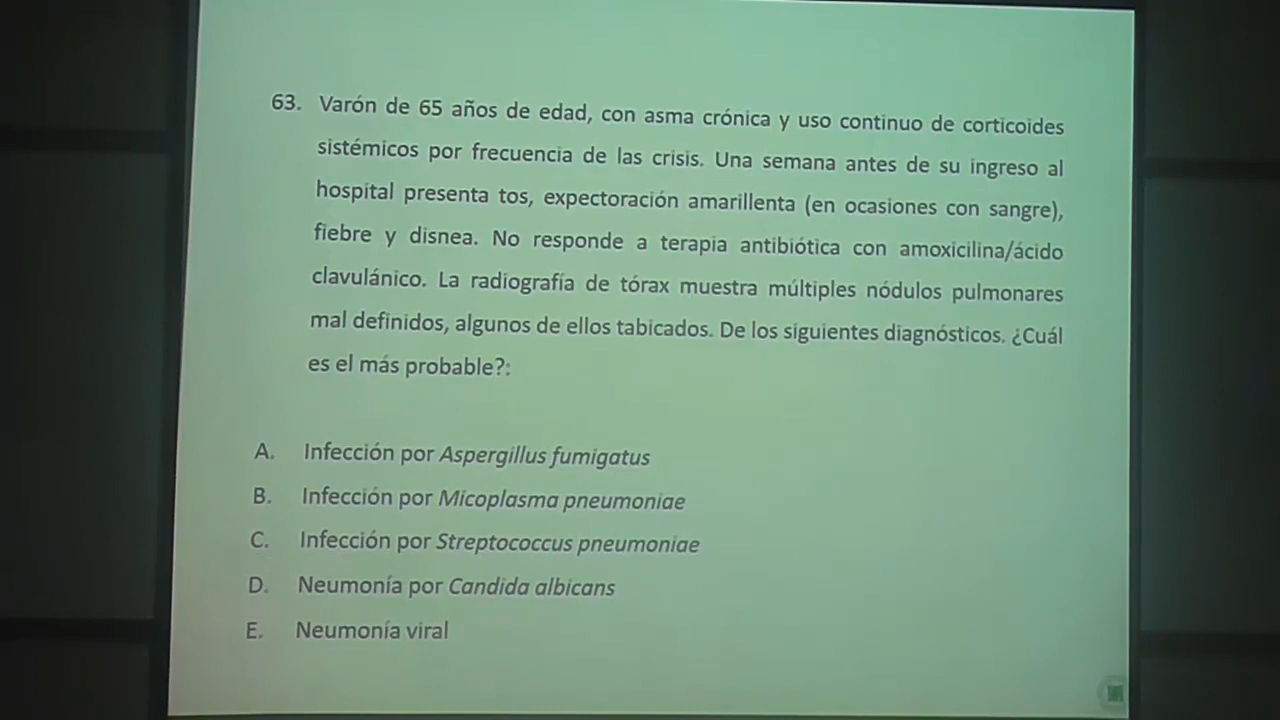 63. Varón de 65 años de edad, con asma crónica y uso continuo de corticoides
sistémicos por frecuencia de las crisis. Una semana antes de su ingreso al
hospital presenta tos, expectoración amarillenta (en ocasiones con sangre),
fiebre y disnea. No responde a terapia antibiótica con amoxicilina/ácido
clavulánico. La radiografía de tórax muestra múltiples nódulos pulmonares
mal definidos, algunos de ellos tabicados. De los siguientes diagnósticos. ¿Cuál
es el más probable?:
A. Infección por Aspergillus fumigatus
B. Infección por Micoplasma pneumoniae
C. Infección por Streptococcus pneumoniae
D. Neumonía por Candida albicans
E. Neumonía viral